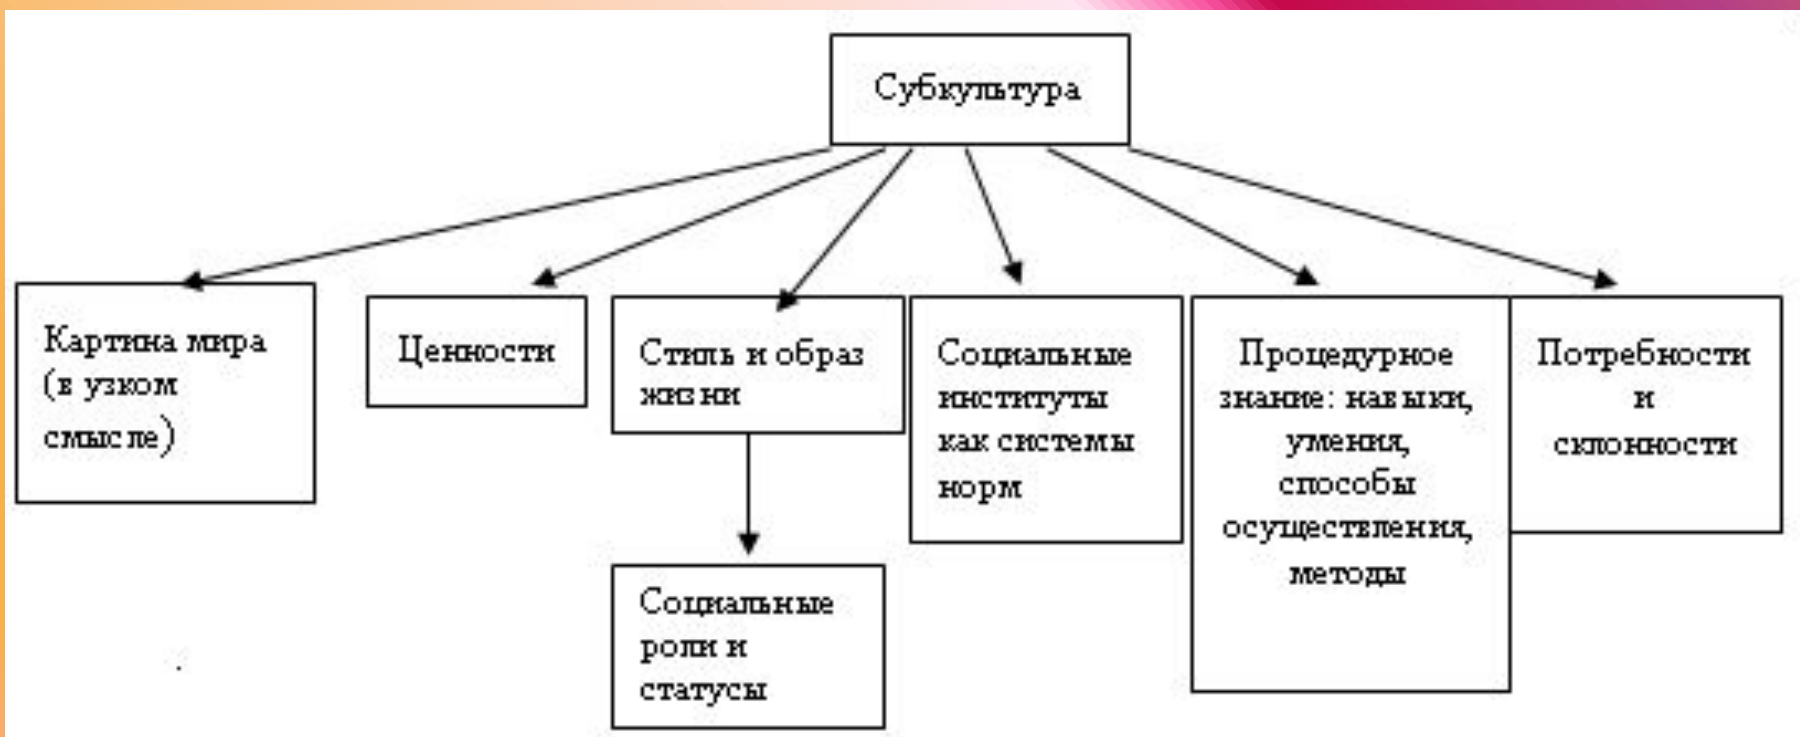 Субкультура
Картина мира
(в узком
смысле)
Ценности
Стиль и образ
жизни
Социальные
институты
как системы
норм
Процедурное
знание: навыки,
умения,
способы
осуществления,
методы
Потребности
и
склонности
Социальные
роли и
статусы